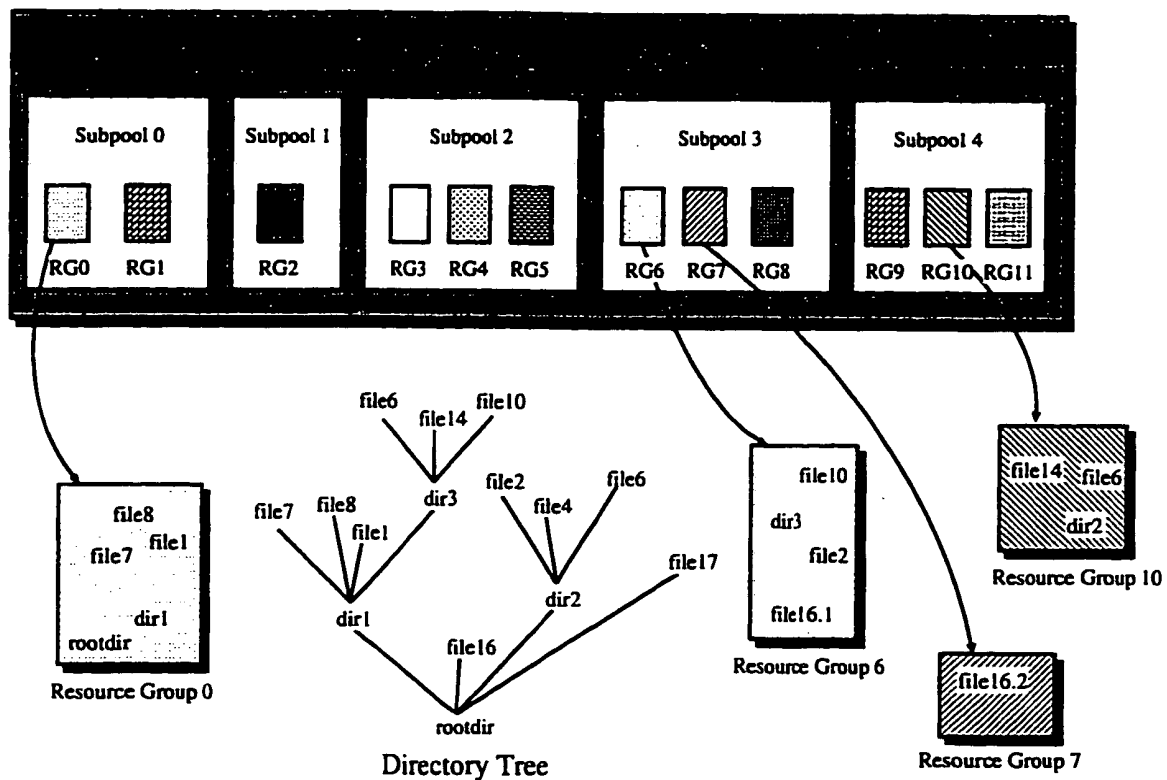 Subpool 0
Subpool 1
Subpool 2
Subpool 3
Subpool 4
RG0
RG1
RG2
RG3
RG4
RG5
RG6
RG7
RG8
RG9
RG10
RG11
file8
file7
file1
dir1
rootdir
Resource Group 0
file6
file14
file10
dir3
file7
file8
file1
dir1
file2
file4
file6
dir2
file17
file16
rootdir
Directory Tree
file10
dir3
file2
file16.1
Resource Group 6
file14
file6
dir2
Resource Group 10
file16.2
Resource Group 7